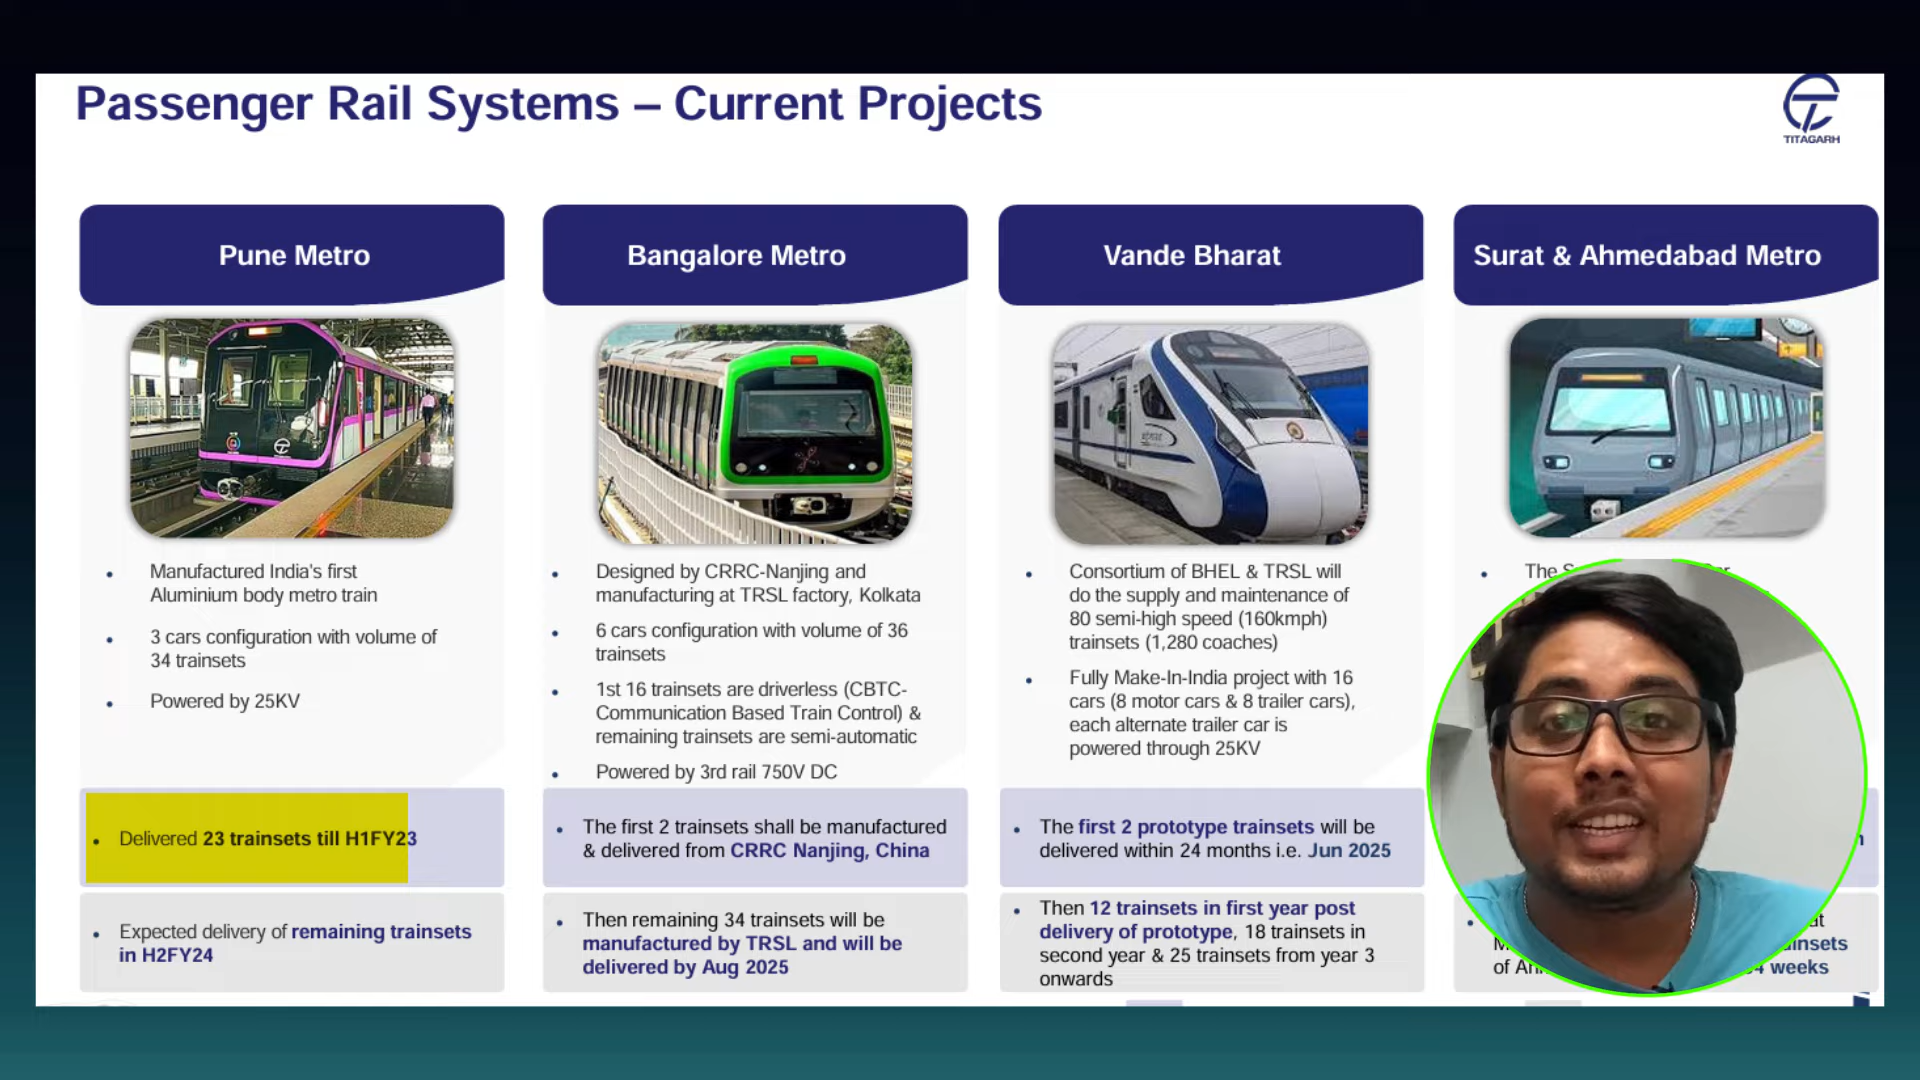 Passenger Rail Systems – Current Projects
TITAGARH
Pune Metro
• Manufactured India's first
Aluminium body metro train
• 3 cars configuration with volume of
34 trainsets
• Powered by 25KV
• Delivered 23 trainsets till H1FY23
• Expected delivery of remaining trainsets
in H2FY24
Bangalore Metro
• Designed by CRRC-Nanjing and
manufacturing at TRSL factory, Kolkata
• 6 cars configuration with volume of 36
trainsets
• 1st 16 trainsets are driverless (CBTC-
Communication Based Train Control) &
remaining trainsets are semi-automatic
• Powered by 3rd rail 750V DC
• The first 2 trainsets shall be manufactured
& delivered from CRRC Nanjing, China
• Then remaining 34 trainsets will be
manufactured by TRSL and will be
delivered by Aug 2025
Vande Bharat
• Consortium of BHEL & TRSL will
do the supply and maintenance of
80 semi-high speed (160kmph)
trainsets (1,280 coaches)
• Fully Make-In-India project with 16
cars (8 motor cars & 8 trailer cars),
each alternate trailer car is
powered through 25KV
• The first 2 prototype trainsets will be
delivered within 24 months i.e. Jun 2025
• Then 12 trainsets in first year post
delivery of prototype, 18 trainsets in
second year & 25 trainsets from year 3
onwards
Surat & Ahmedabad Metro
• The
of
weeks